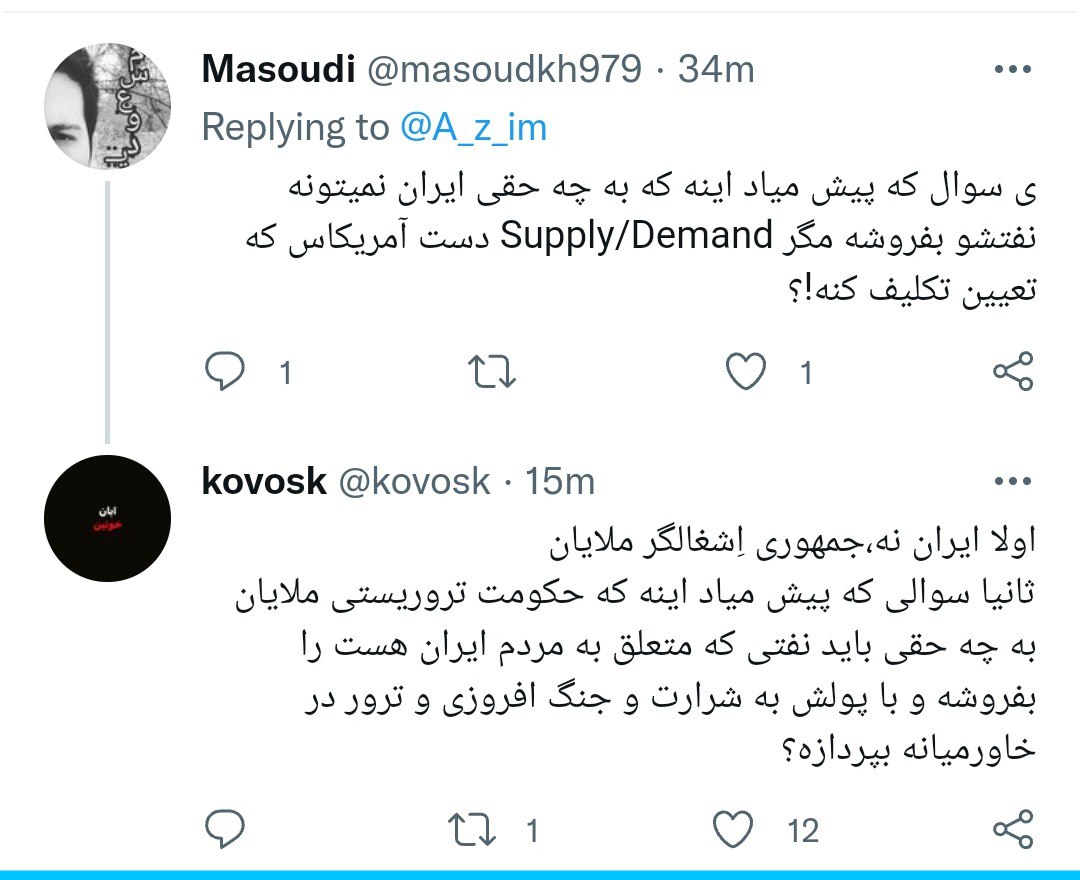 Masoudi @masoudkh979 · 34m
Replying to @A_z_im
ی سوال که پیش میاد اینه که به چه حقی ایران نمیتونه
نفتشو بفروشه مگر Supply/Demand دست آمریکاس که
تعیین تکلیف کنه!؟
1
1
kovosk @kovosk · 15m
آبان
خونین
اولا ایران نه،جمهوری اِشغالگر ملایان
ثانیا سوالی که پیش میاد اینه که حکومت تروریستی ملایان
به چه حقی باید نفتی که متعلق به مردم ایران هست را
بفروشه و با پولش به شرارت و جنگ افروزی و ترور در
خاورمیانه بپردازه؟
1
12